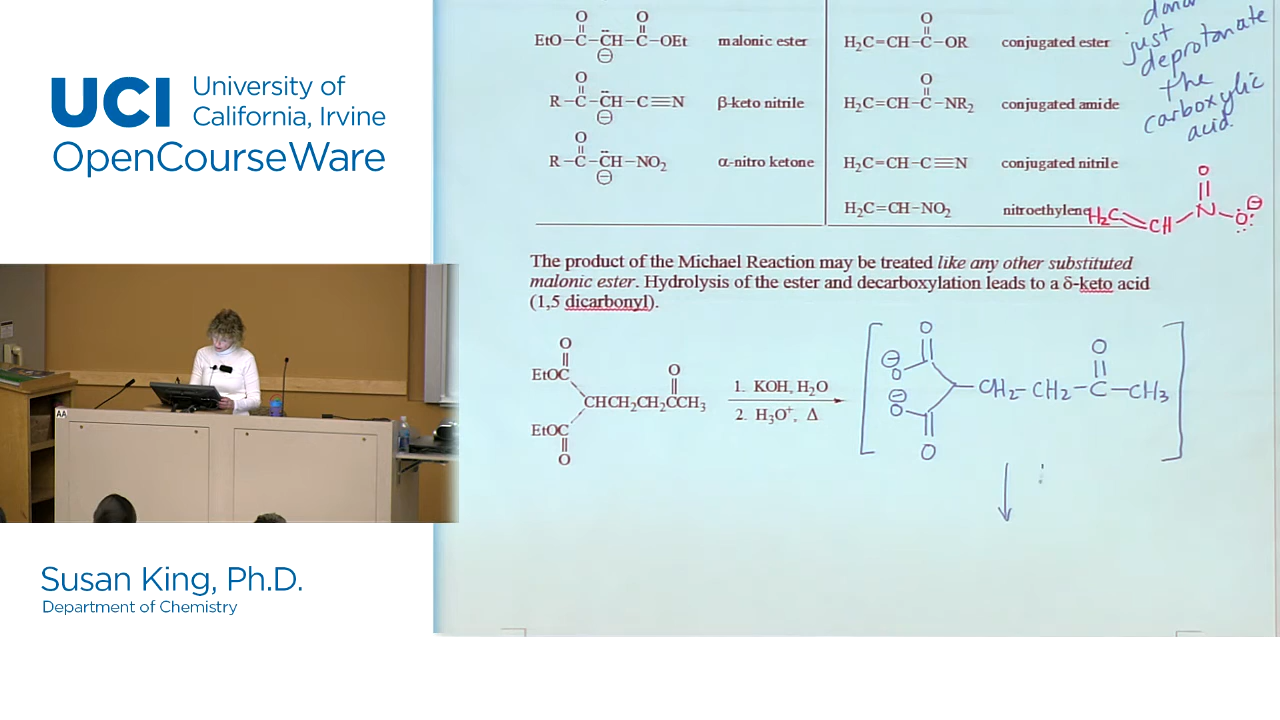 UCI University of
California, Irvine
OpenCourseWare
AA
Susan King, Ph.D.
Department of Chemistry
O O
EtO–C–CH–C–OEt malonic ester
⊖
O
R–C–CH–C≡N β-keto nitrile
⊖
O
R–C–CH–NO₂ α-nitro ketone
⊖
O
H₂C=CH–C–OR conjugated ester
O
H₂C=CH–C–NR₂ conjugated amide
H₂C=CH–C≡N conjugated nitrile
H₂C=CH–NO₂ nitroethylene
just
deprotonate
the
carboxylic
acid.
O
H₂C=CH–N–O:⊖
The product of the Michael Reaction may be treated like any other substituted
malonic ester. Hydrolysis of the ester and decarboxylation leads to a δ-keto acid
(1,5 dicarbonyl).
O
EtOC O
CHCH₂CH₂CCH₃
EtOC
O
1. KOH, H₂O
2. H₃O⁺, Δ
O
⊖O O
⊖O CH₂–CH₂–C–CH₃
O